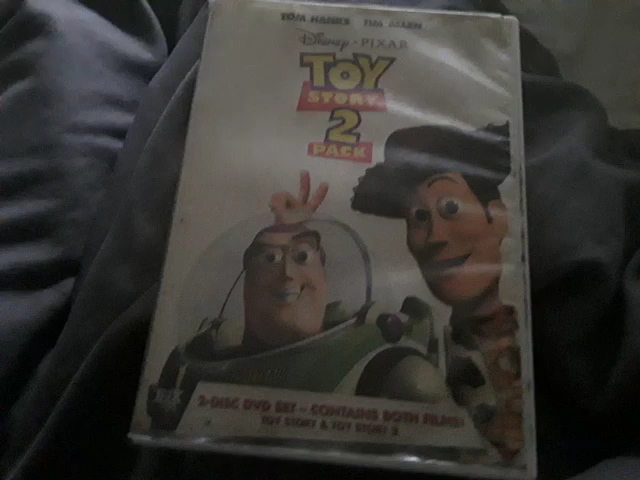 TOM HANKS TIM ALLEN
Disney · PIXAR
TOY
STORY
2
PACK
2-DISC DVD SET - CONTAINS BOTH FILMS!
TOY STORY & TOY STORY 2
THX